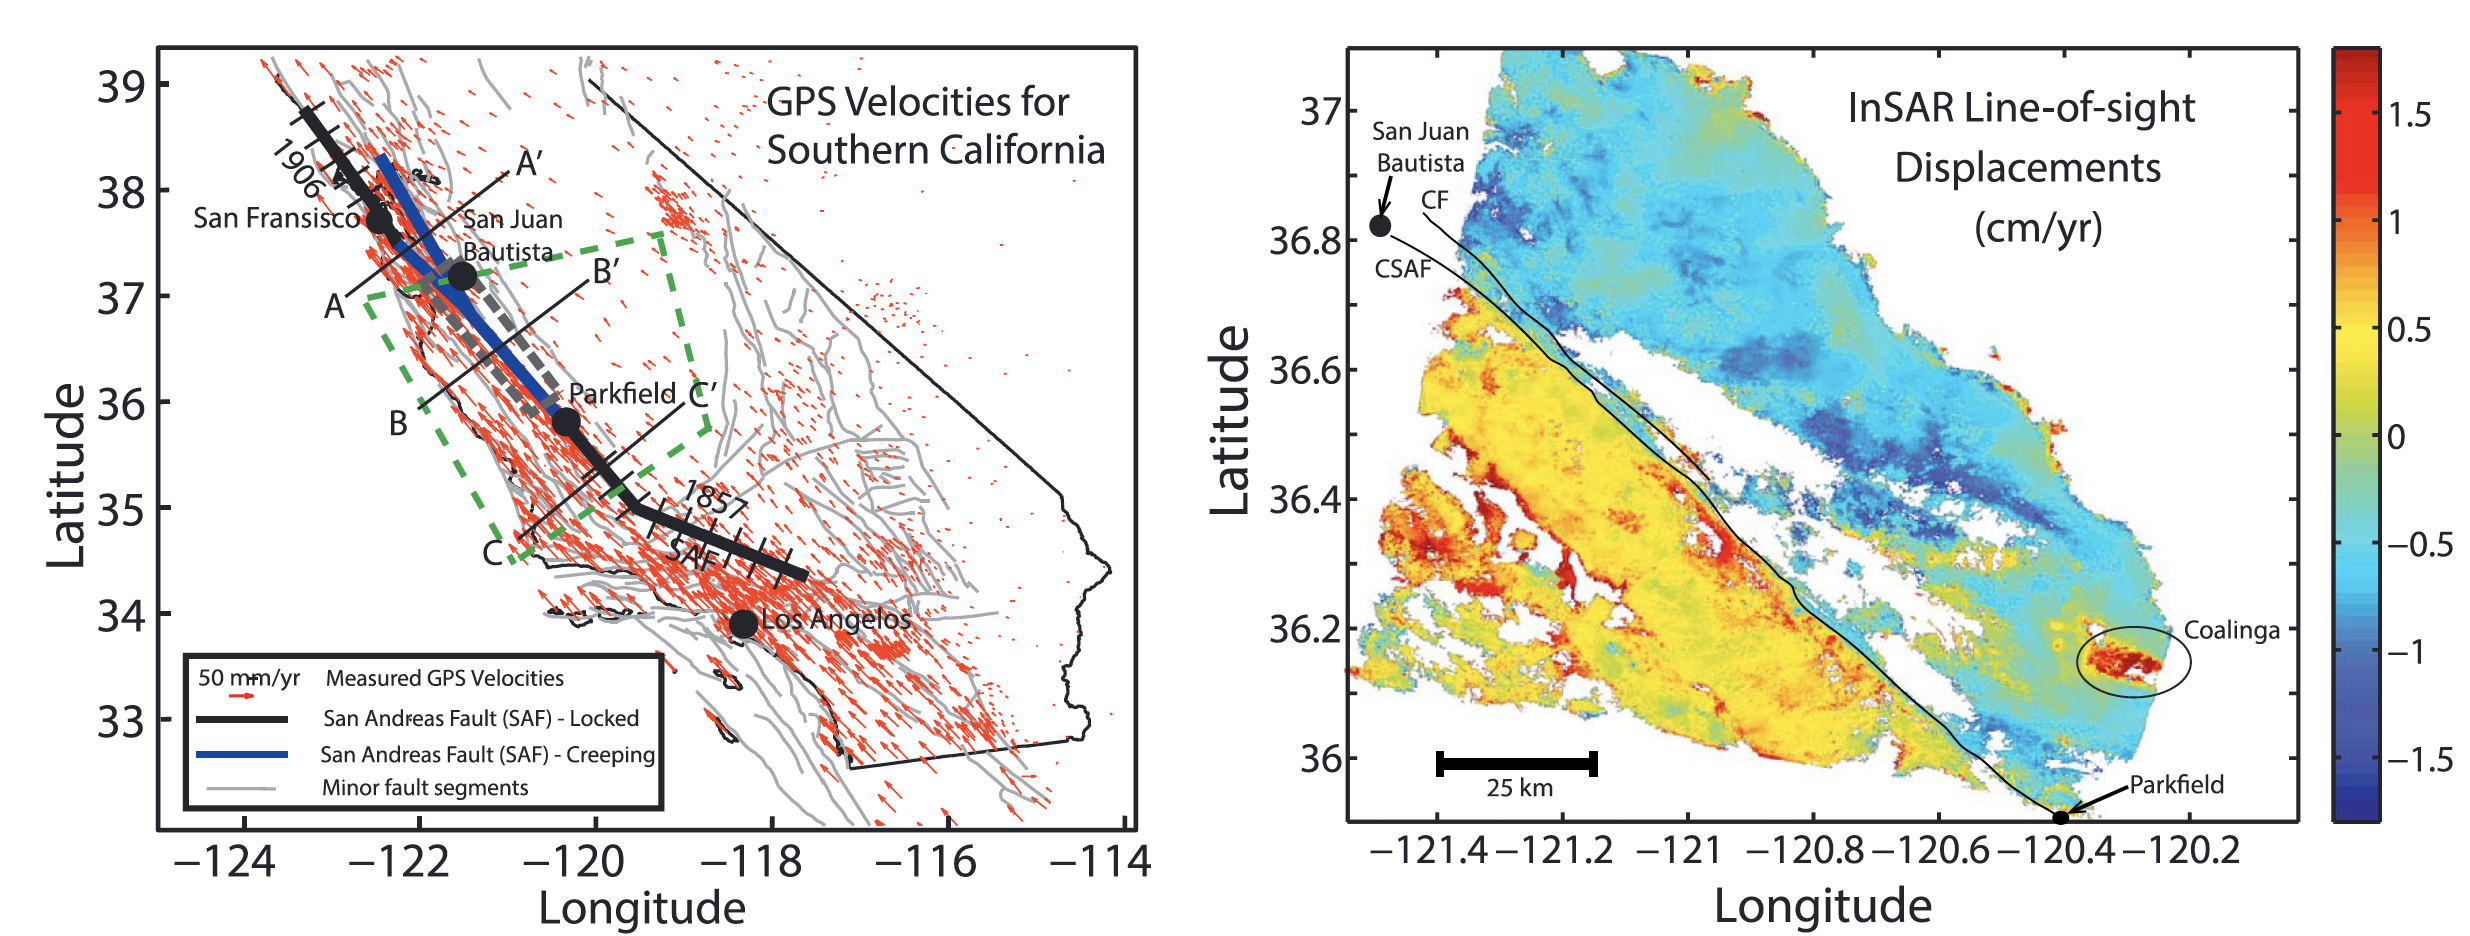 GPS Velocities for
Southern California
39
38
37
36
35
34
33
Latitude
−124
−122
−120
−118
−116
−114
Longitude
1906
San Fransisco
San Juan
Bautista
A
A'
B
B'
C
C'
Parkfield
1857
SAF
Los Angelos
50 mm/yr
Measured GPS Velocities
San Andreas Fault (SAF) - Locked
San Andreas Fault (SAF) - Creeping
Minor fault segments
InSAR Line-of-sight
Displacements
(cm/yr)
37
36.8
36.6
36.4
36.2
36
Latitude
−121.4
−121.2
−121
−120.8
−120.6
−120.4
−120.2
Longitude
San Juan
Bautista
CF
CSAF
Coalinga
Parkfield
25 km
1.5
1
0.5
0
−0.5
−1
−1.5